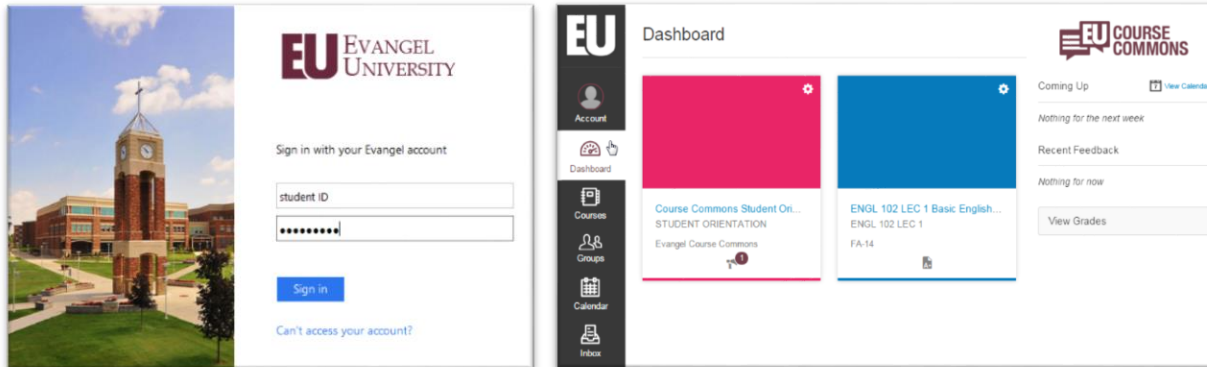 EU EVANGEL
UNIVERSITY
Sign in with your Evangel account
student ID
•••••••••
Sign in
Can't access your account?
EU
Account
Dashboard
Courses
Groups
Calendar
Inbox
Dashboard
Course Commons Student Ori...
STUDENT ORIENTATION
Evangel Course Commons
1
ENGL 102 LEC 1 Basic English...
ENGL 102 LEC 1
FA-14
EU COURSE
COMMONS
Coming Up
View Calendar
Nothing for the next week
Recent Feedback
Nothing for now
View Grades